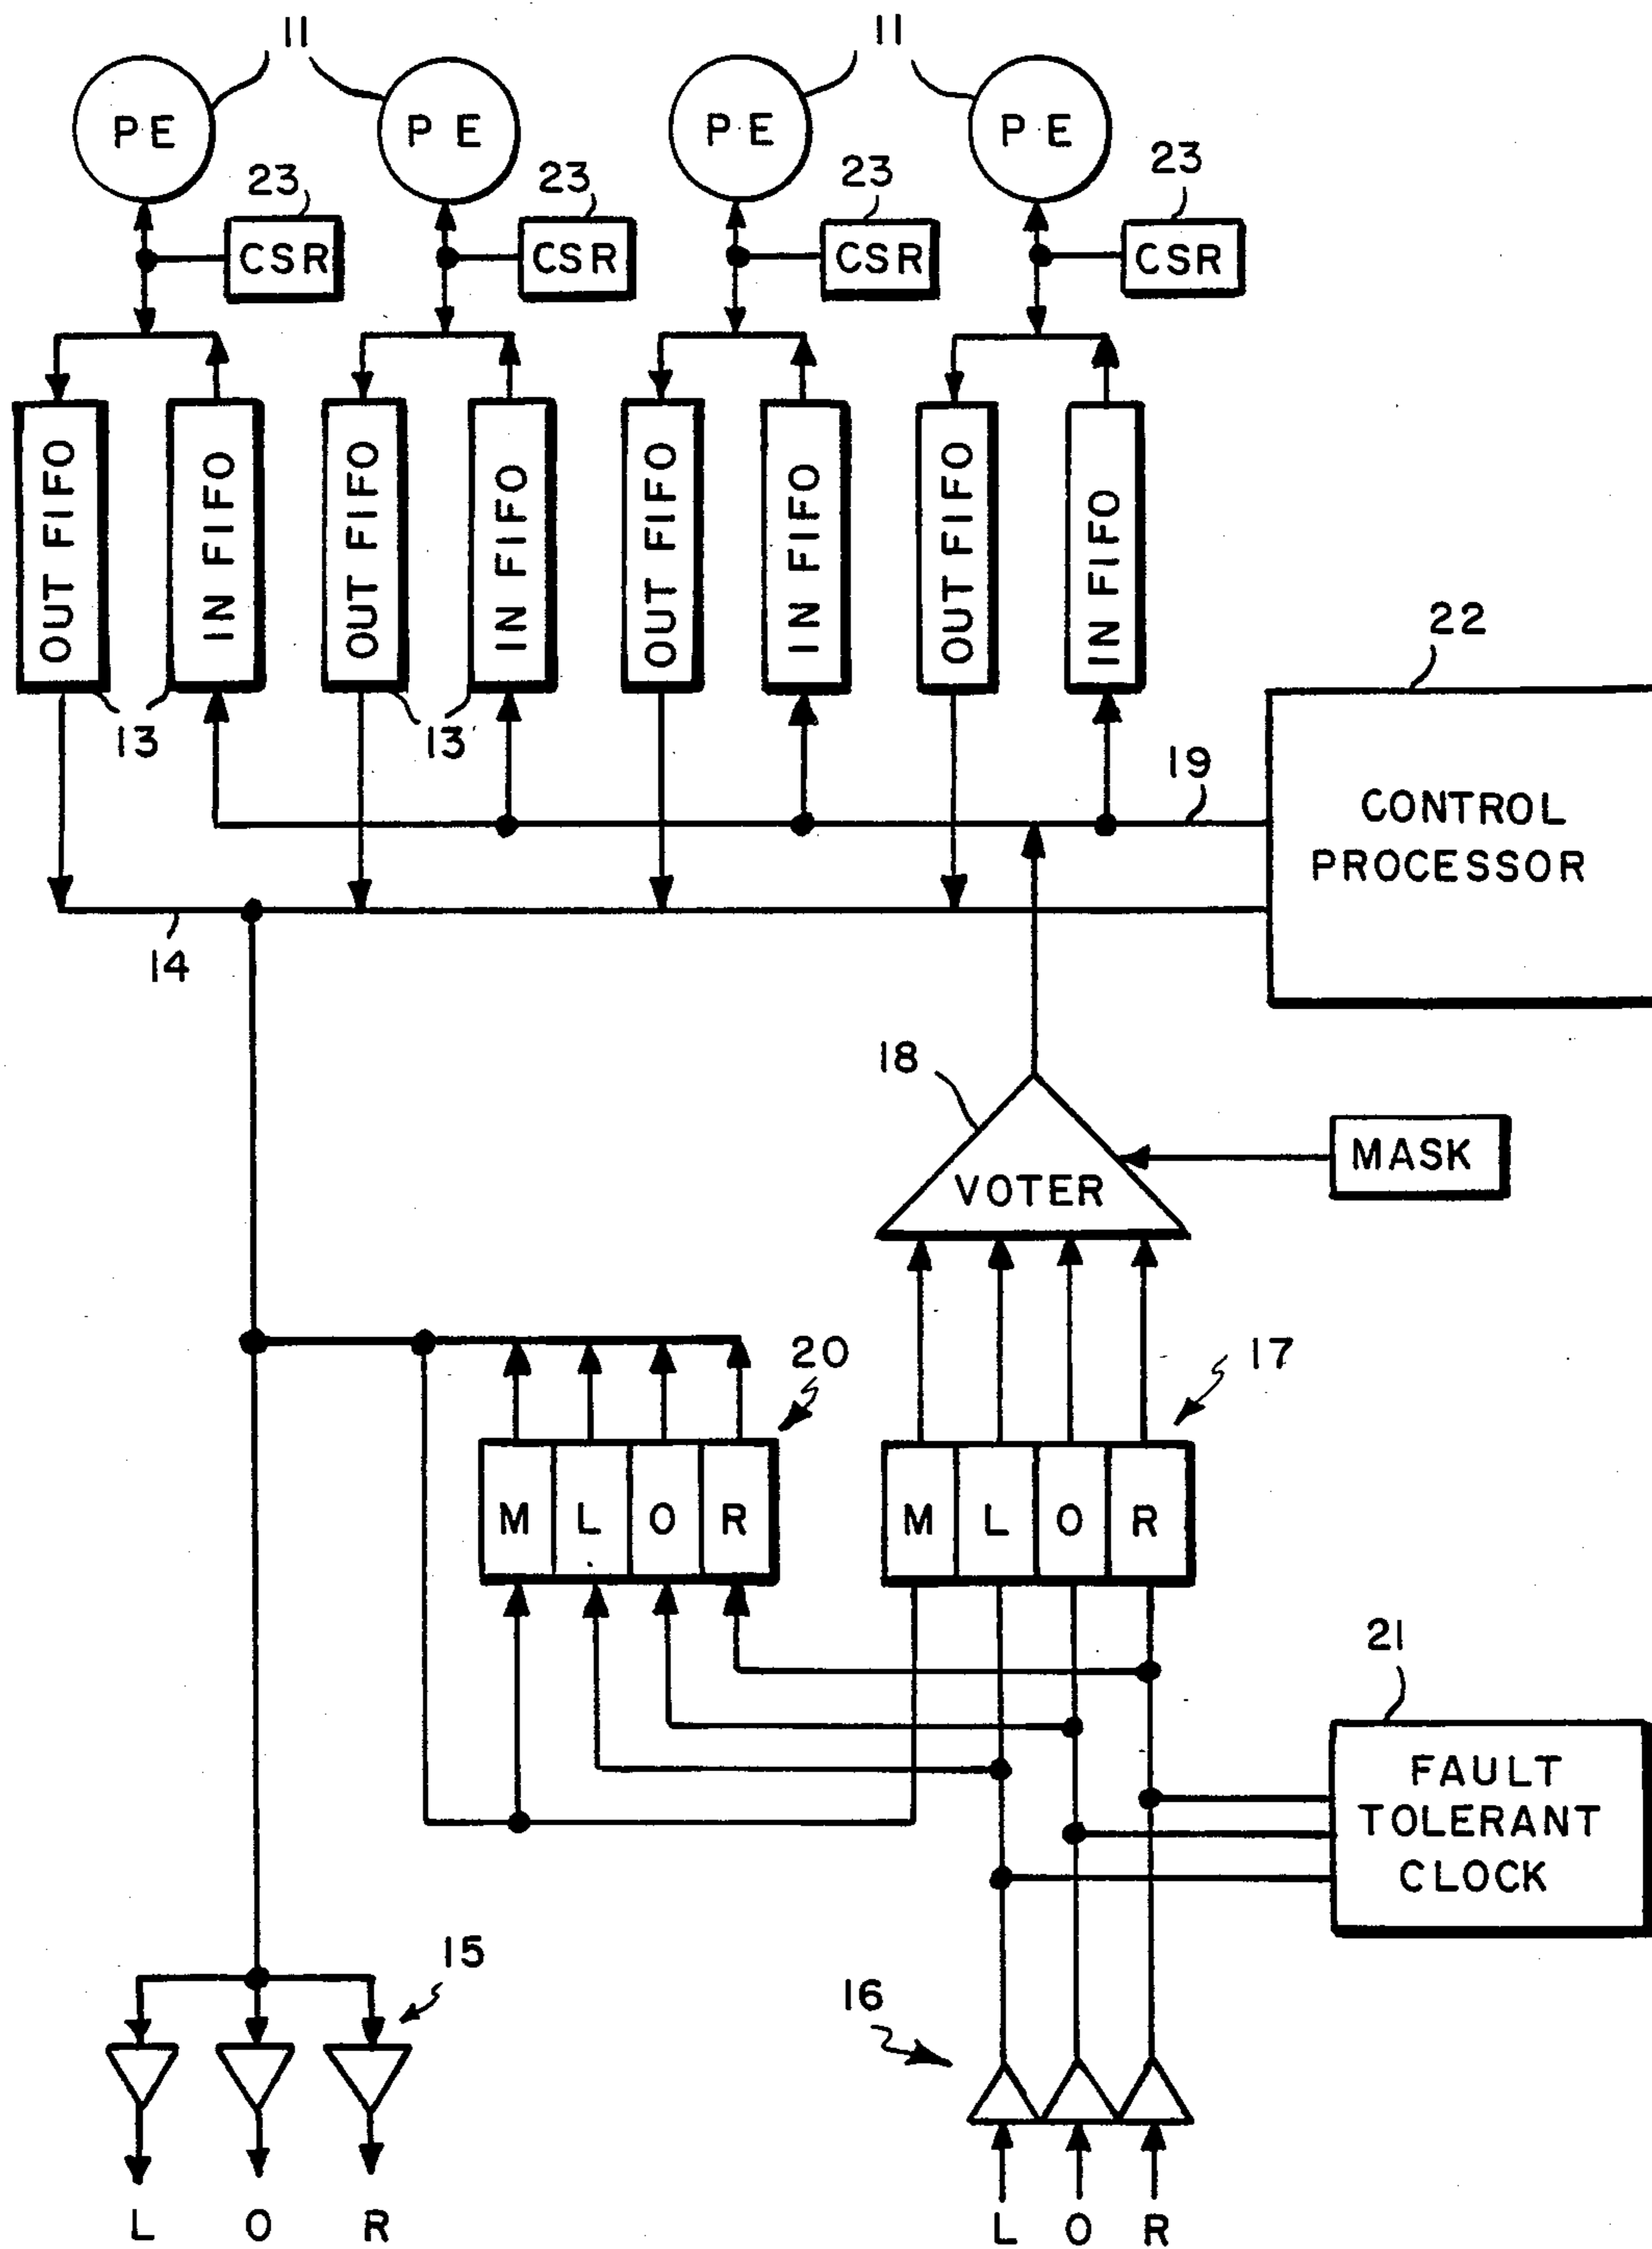 11 11
PE PE PE PE
23 23 23 23
CSR CSR CSR CSR
OUT FIFO IN FIFO OUT FIFO IN FIFO OUT FIFO IN FIFO OUT FIFO IN FIFO
22
13 13
19
CONTROL
PROCESSOR
14
18
MASK
VOTER
20 17
M L O R M L O R
21
FAULT
TOLERANT
CLOCK
15
16
L O R L O R